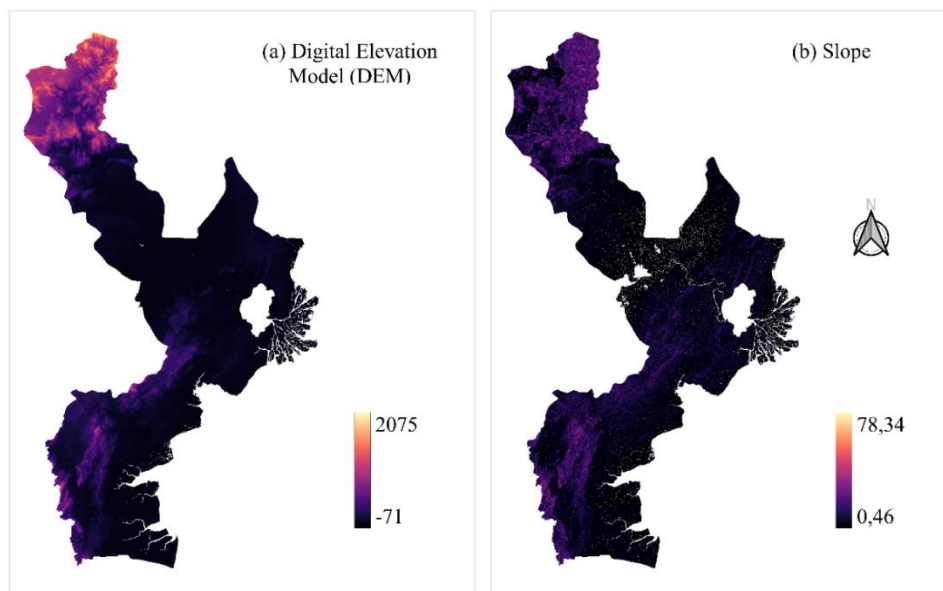 (a) Digital Elevation
Model (DEM)
2075
-71
(b) Slope
N
78,34
0,46